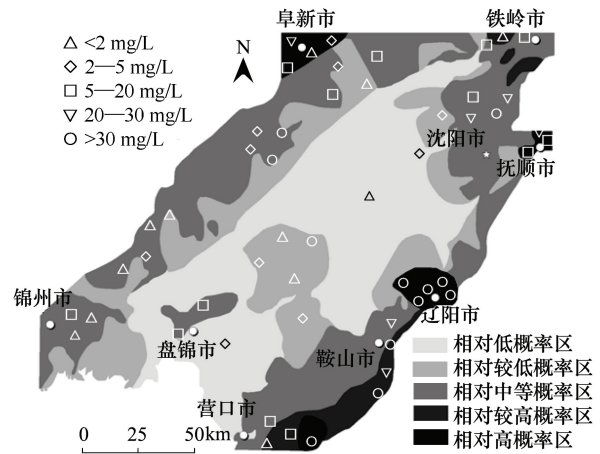 阜新市
铁岭市
N
△ <2 mg/L
◇ 2—5 mg/L
□ 5—20 mg/L
▽ 20—30 mg/L
○ >30 mg/L
沈阳市
抚顺市
锦州市
辽阳市
盘锦市
鞍山市
营口市
0 25 50km
相对低概率区
相对较低概率区
相对中等概率区
相对较高概率区
相对高概率区